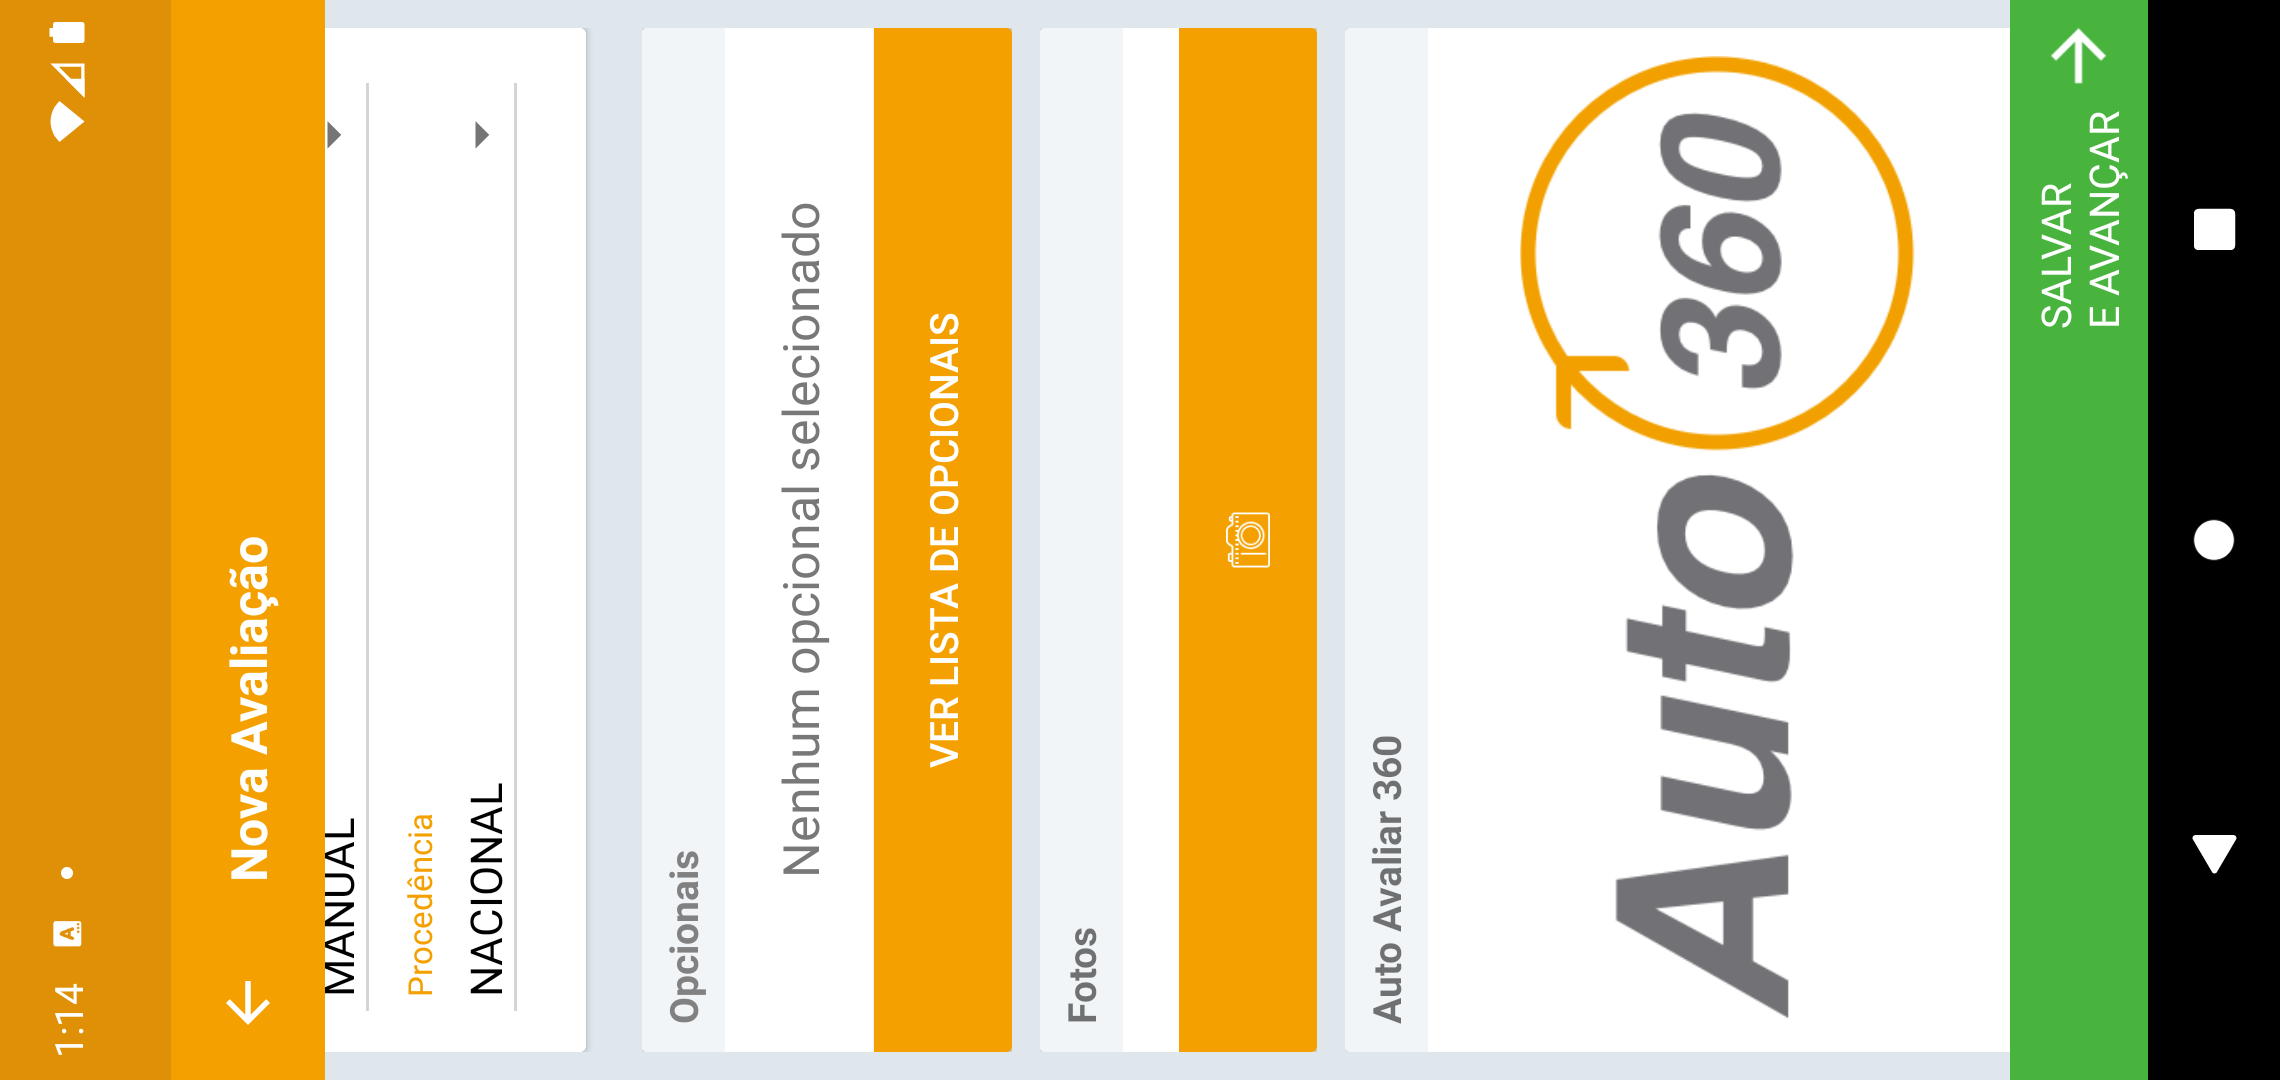 1:14
Nova Avaliação
MANUAL
Procedência
NACIONAL
Opcionais
Nenhum opcional selecionado
VER LISTA DE OPCIONAIS
Fotos
Auto Avaliar 360
Auto 360
SALVAR
E AVANÇAR